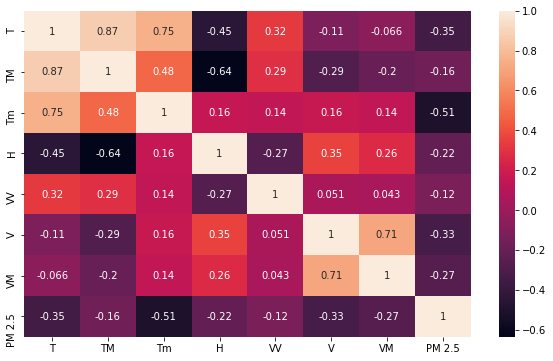 T 1 0.87 0.75 -0.45 0.32 -0.11 -0.066 -0.35
TM 0.87 1 0.48 -0.64 0.29 -0.29 -0.2 -0.16
Tm 0.75 0.48 1 0.16 0.14 0.16 0.14 -0.51
H -0.45 -0.64 0.16 1 -0.27 0.35 0.26 -0.22
VV 0.32 0.29 0.14 -0.27 1 0.051 0.043 -0.12
V -0.11 -0.29 0.16 0.35 0.051 1 0.71 -0.33
VM -0.066 -0.2 0.14 0.26 0.043 0.71 1 -0.27
PM 2.5 -0.35 -0.16 -0.51 -0.22 -0.12 -0.33 -0.27 1
T TM Tm H VV V VM PM 2.5
1.0
0.8
0.6
0.4
0.2
0.0
-0.2
-0.4
-0.6